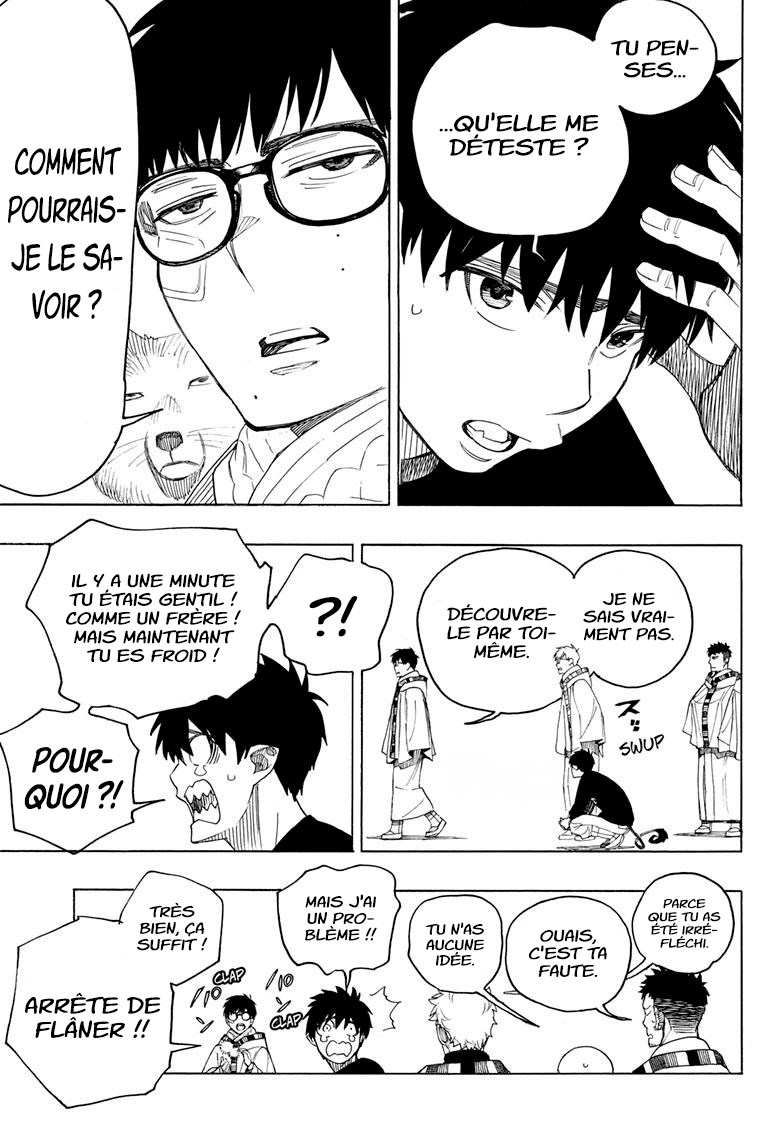 TU PEN-
SES...
...QU'ELLE ME
DÉTESTE ?
COMMENT
POURRAIS-
JE LE SA-
VOIR ?
JE NE
SAIS VRAI-
MENT PAS.
DÉCOUVRE-
LE PAR TOI-
MÊME.
ズッ
SWUP
?!
IL Y A UNE MINUTE
TU ÉTAIS GENTIL !
COMME UN FRÈRE !
MAIS MAINTENANT
TU ES FROID !
POUR-
QUOI ?!
PARCE
QUE TU AS
ÉTÉ IRRÉ-
FLÉCHI.
OUAIS,
C'EST TA
FAUTE.
TU N'AS
AUCUNE
IDÉE.
MAIS J'AI
UN PRO-
BLÈME !!
TRÈS
BIEN, ÇA
SUFFIT !
CLAP
CLAP
ARRÊTE DE
FLÂNER !!